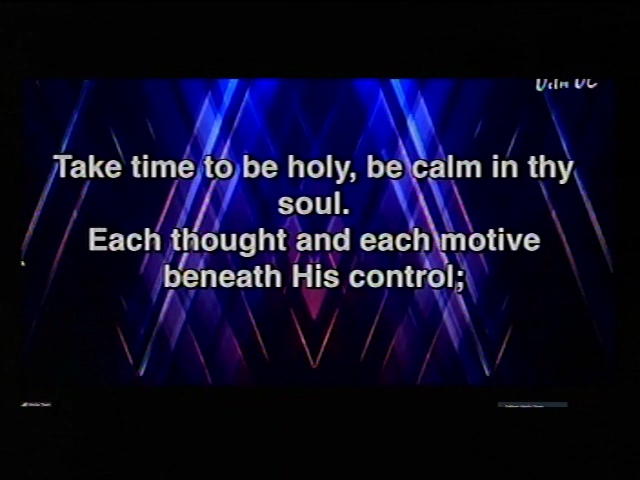 Take time to be holy, be calm in thy
soul.
Each thought and each motive
beneath His control;